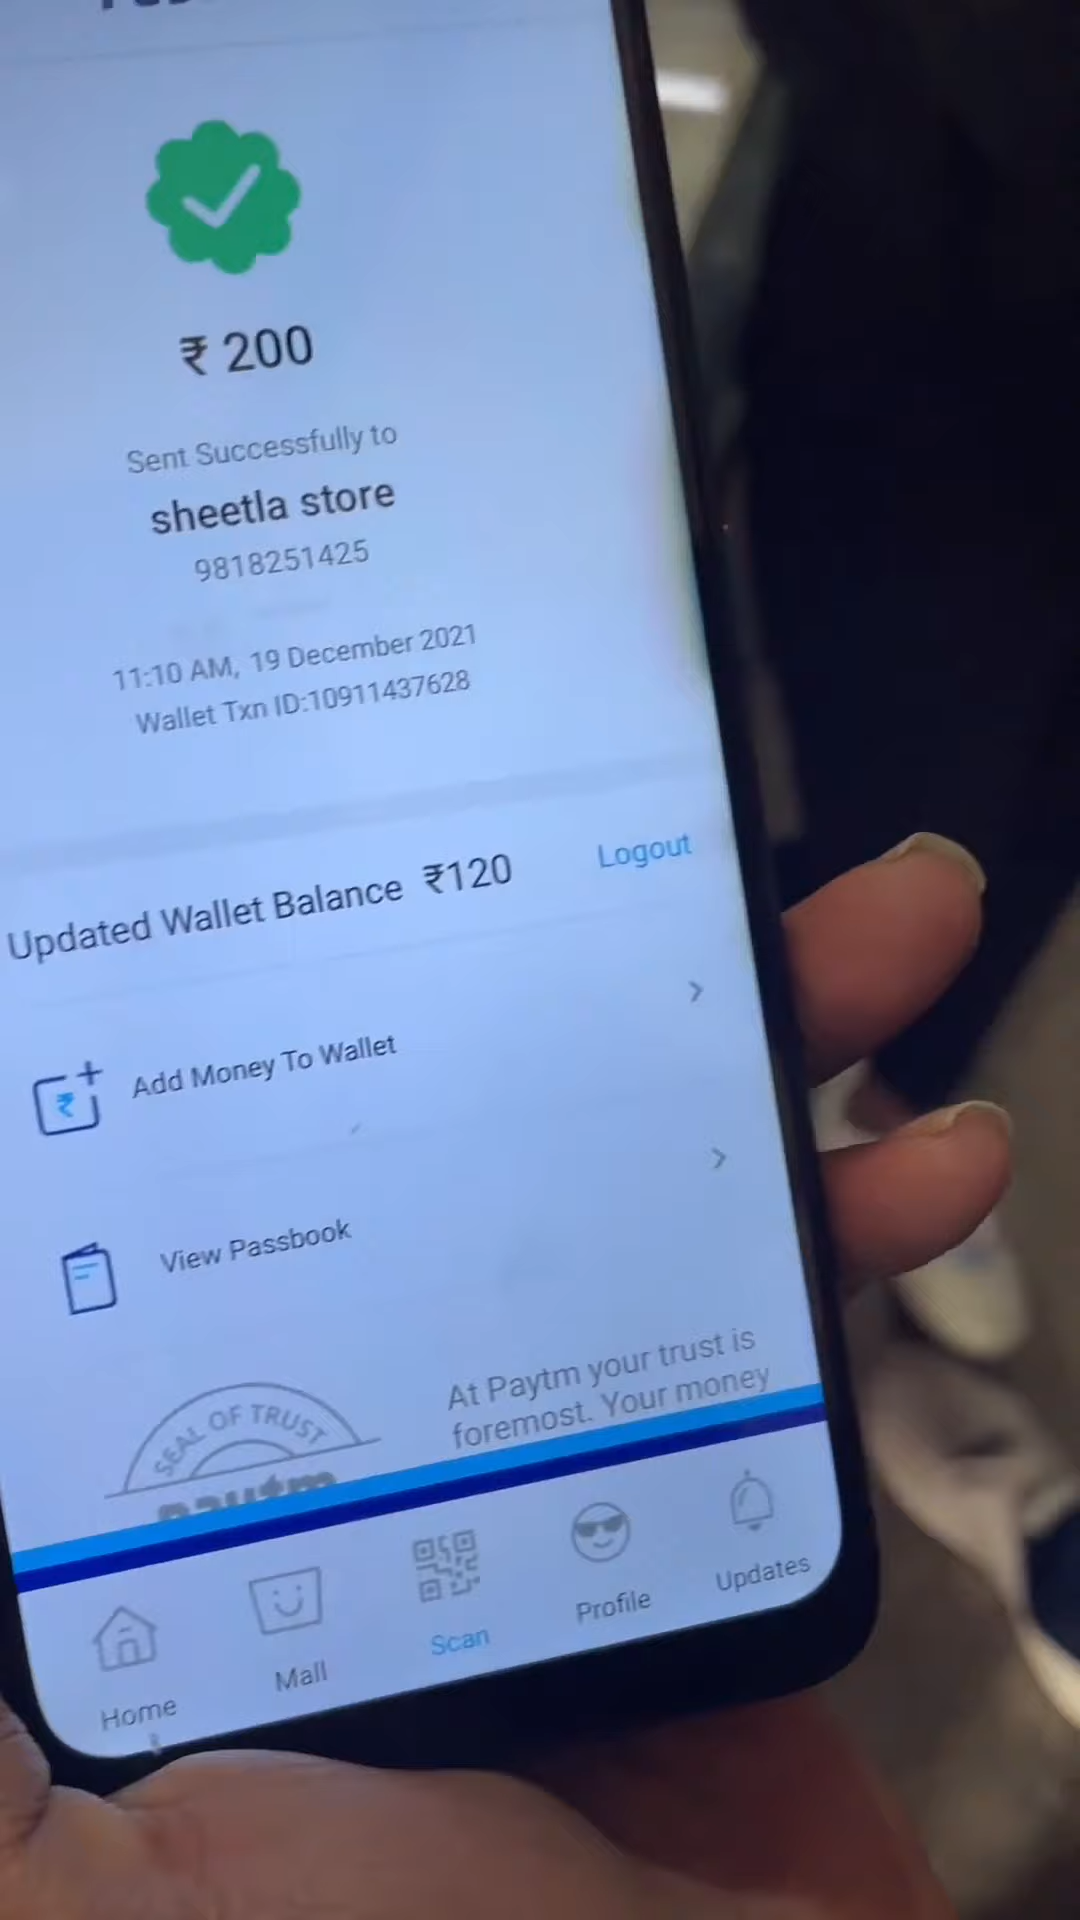 ₹ 200
Sent Successfully to
sheetla store
9818251425
11:10 AM, 19 December 2021
Wallet Txn ID:10911437628
Updated Wallet Balance ₹120
Logout
Add Money To Wallet
View Passbook
SEAL OF TRUST
At Paytm your trust is
foremost. Your money
Home
Mall
Scan
Profile
Updates